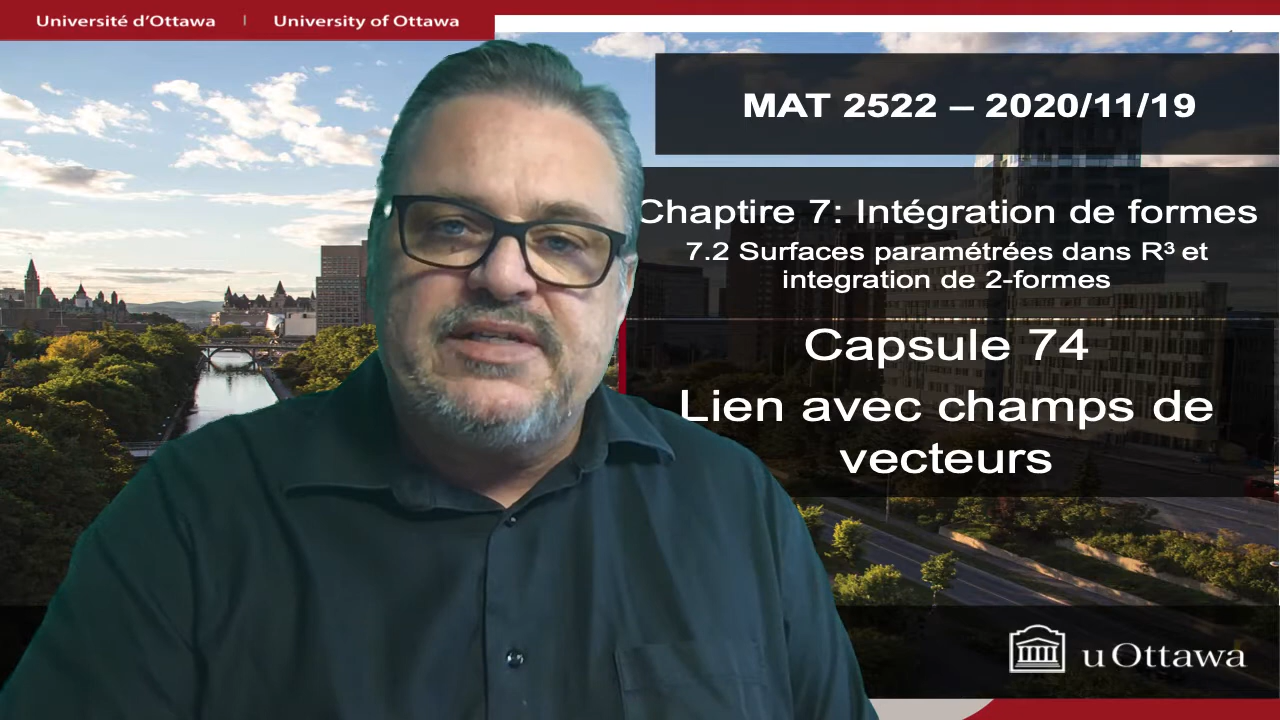 Université d'Ottawa | University of Ottawa
MAT 2522 – 2020/11/19
Chaptire 7: Intégration de formes
7.2 Surfaces paramétrées dans R³ et
integration de 2-formes
Capsule 74
Lien avec champs de
vecteurs
uOttawa